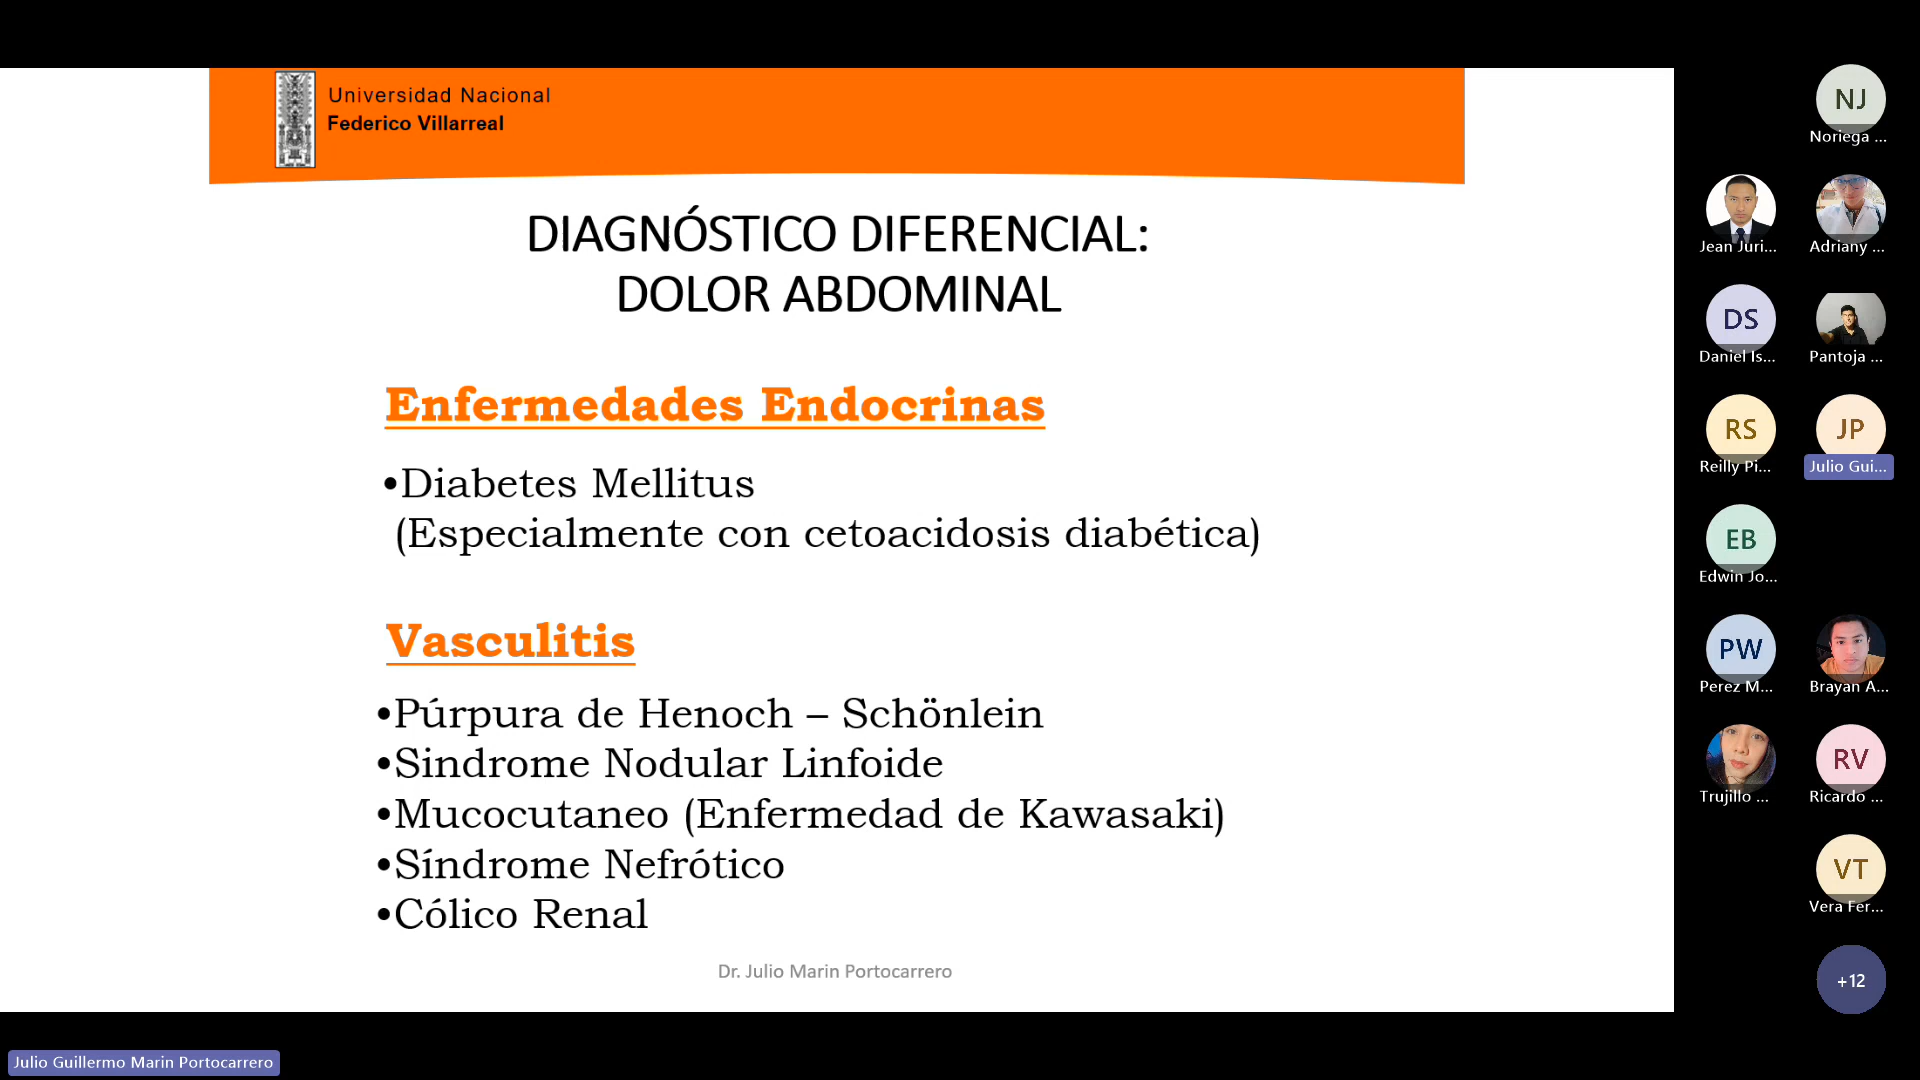 Universidad Nacional
Federico Villarreal
DIAGNÓSTICO DIFERENCIAL:
DOLOR ABDOMINAL
Enfermedades Endocrinas
•Diabetes Mellitus
(Especialmente con cetoacidosis diabética)
Vasculitis
•Púrpura de Henoch – Schönlein
•Sindrome Nodular Linfoide
•Mucocutaneo (Enfermedad de Kawasaki)
•Síndrome Nefrótico
•Cólico Renal
Dr. Julio Marin Portocarrero
Julio Guillermo Marin Portocarrero
NJ
Noriega ...
Jean Juri...
Adriany ...
DS
Daniel Is...
Pantoja ...
RS
Reilly Pi...
JP
Julio Gui...
EB
Edwin Jo...
PW
Perez M...
Brayan A...
Trujillo ...
RV
Ricardo ...
VT
Vera Fer...
+12